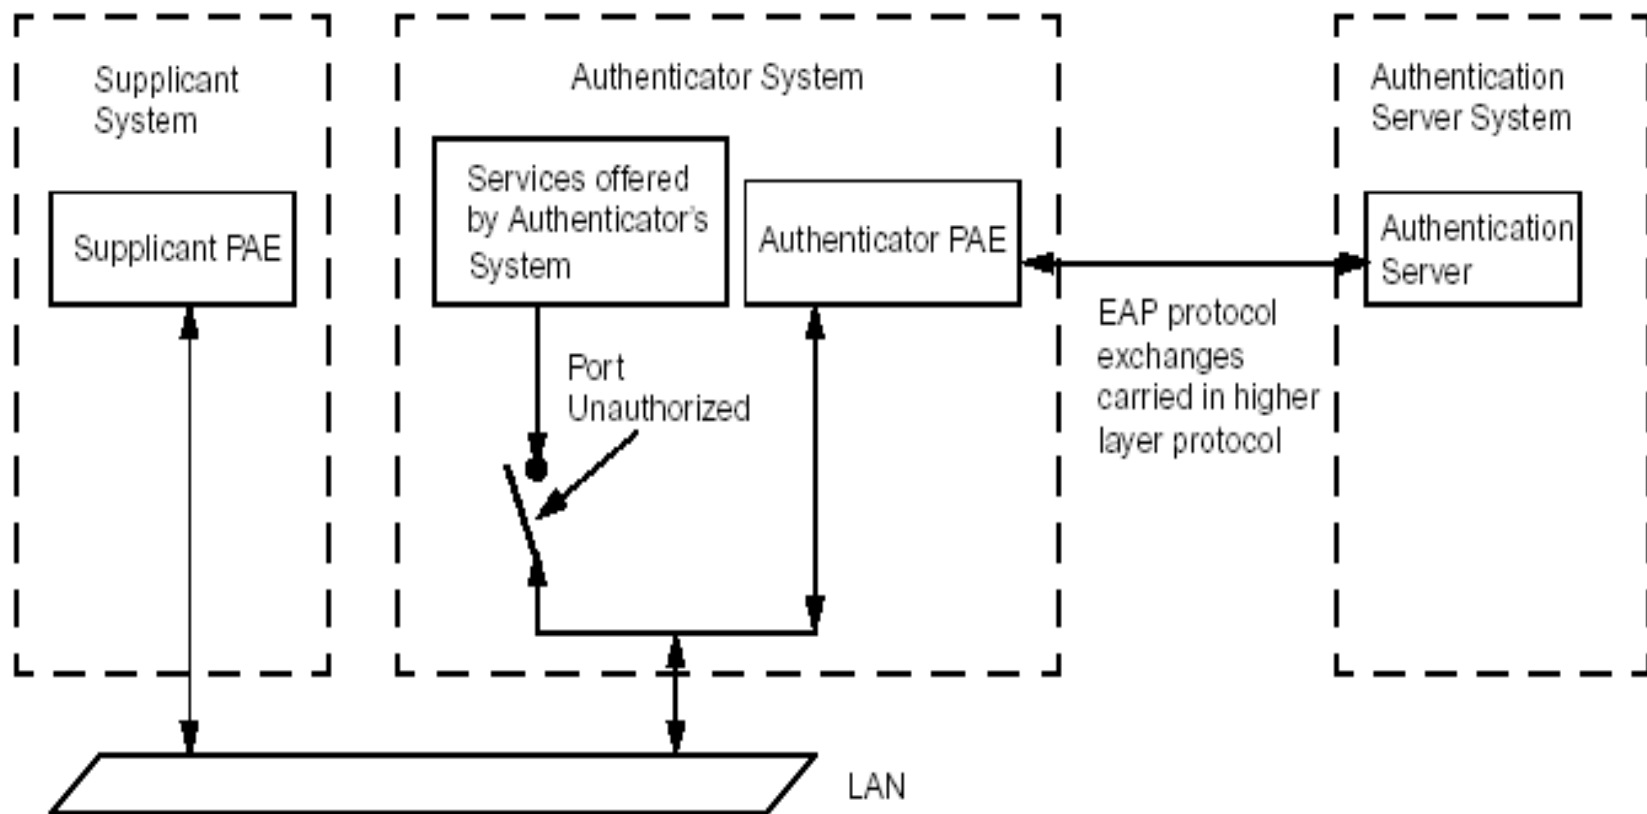 Supplicant
System
Authenticator System
Authentication
Server System
Supplicant PAE
Services offered
by Authenticator's
System
Authenticator PAE
Authentication
Server
Port
Unauthorized
EAP protocol
exchanges
carried in higher
layer protocol
LAN